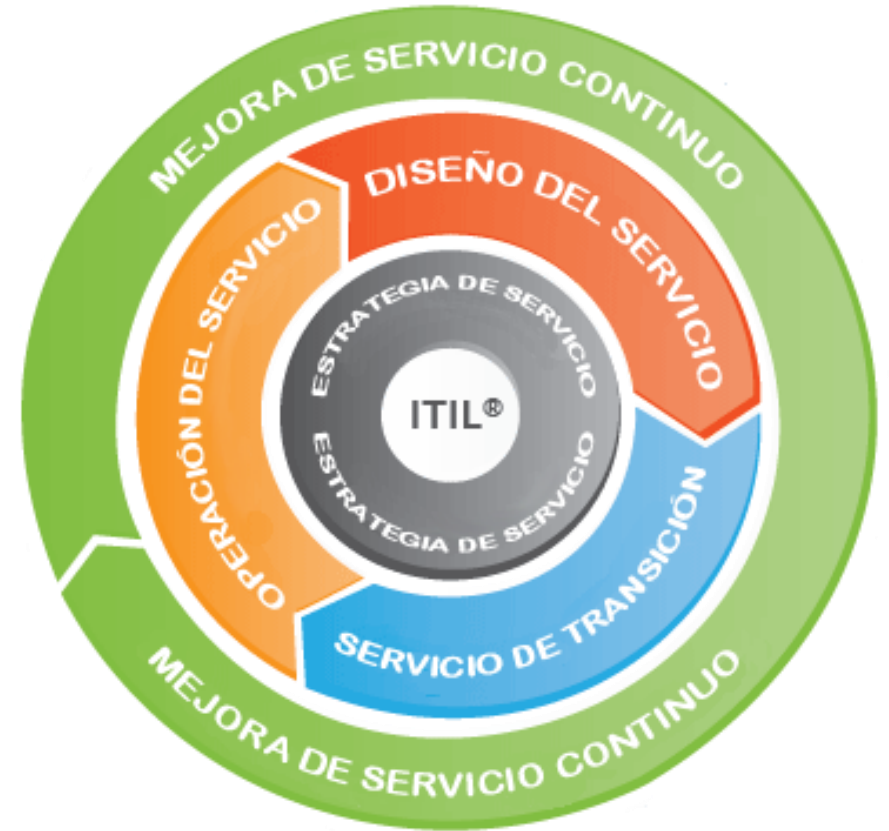 MEJORA DE SERVICIO CONTINUO
DISEÑO DEL SERVICIO
OPERACIÓN DEL SERVICIO
ESTRATEGIA DE SERVICIO
ITIL®
ESTRATEGIA DE SERVICIO
SERVICIO DE TRANSICIÓN
MEJORA DE SERVICIO CONTINUO